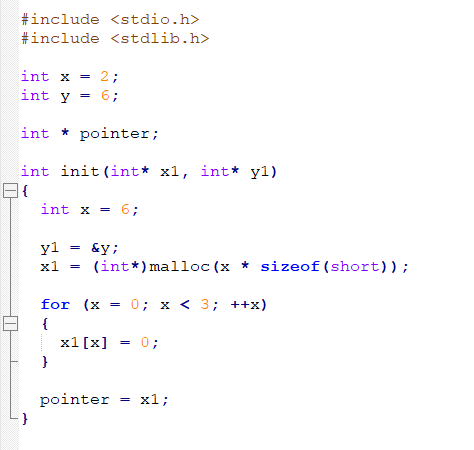 #include <stdio.h>
#include <stdlib.h>
int x = 2;
int y = 6;
int * pointer;
int init(int* x1, int* y1)
{
int x = 6;
y1 = &y;
x1 = (int*)malloc(x * sizeof(short));
for (x = 0; x < 3; ++x)
{
x1[x] = 0;
}
pointer = x1;
}